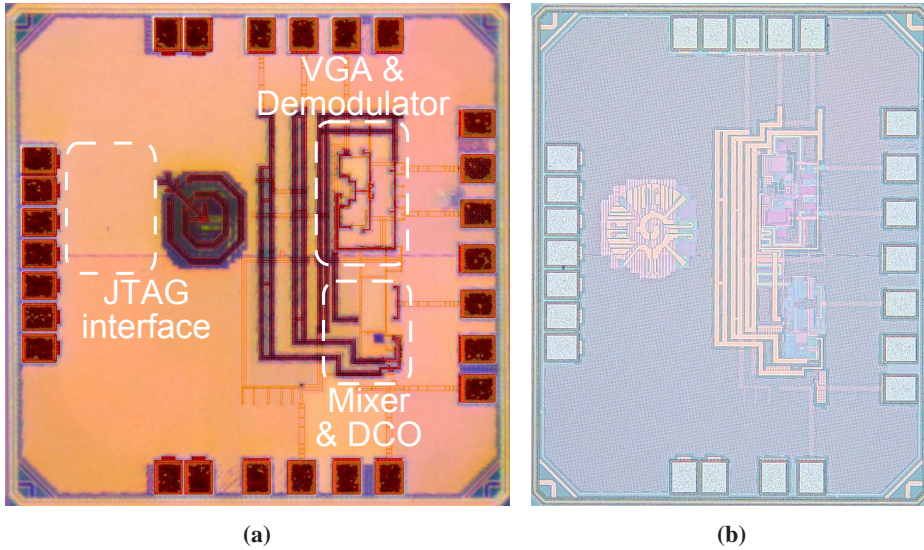 VGA &
Demodulator
JTAG
interface
Mixer
& DCO
(a)
(b)